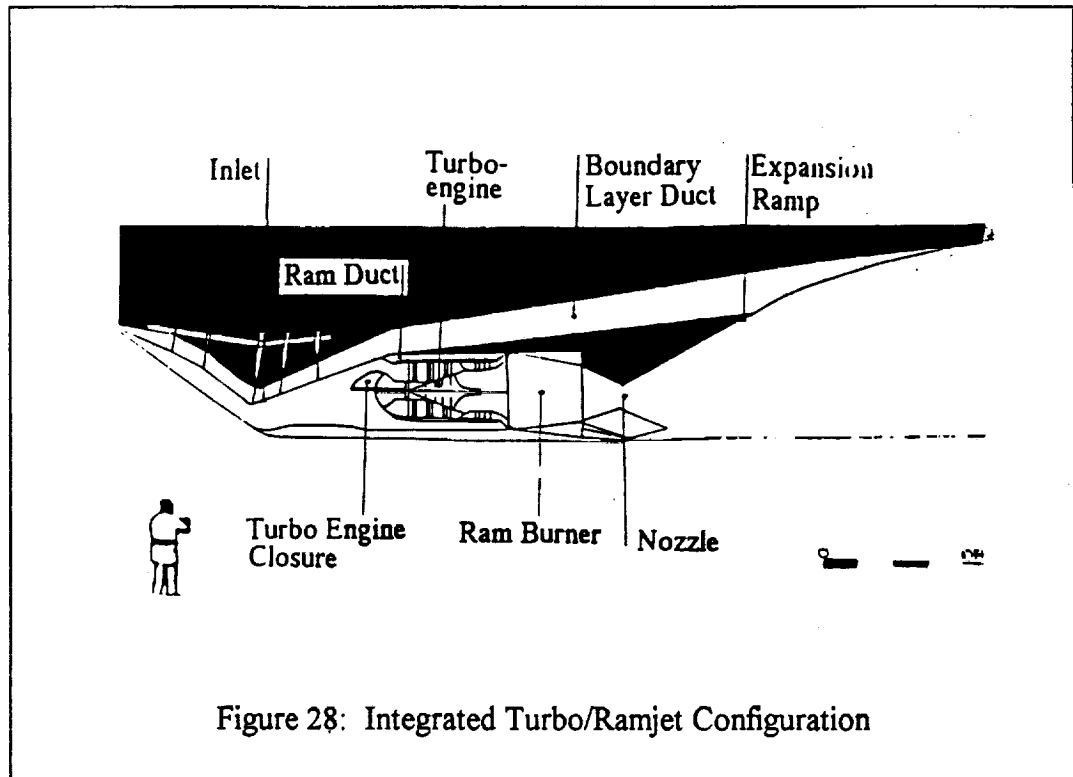 Inlet
Turbo-
engine
Boundary
Layer Duct
Expansion
Ramp
Ram Duct
Turbo Engine
Closure
Ram Burner
Nozzle
Figure 28: Integrated Turbo/Ramjet Configuration